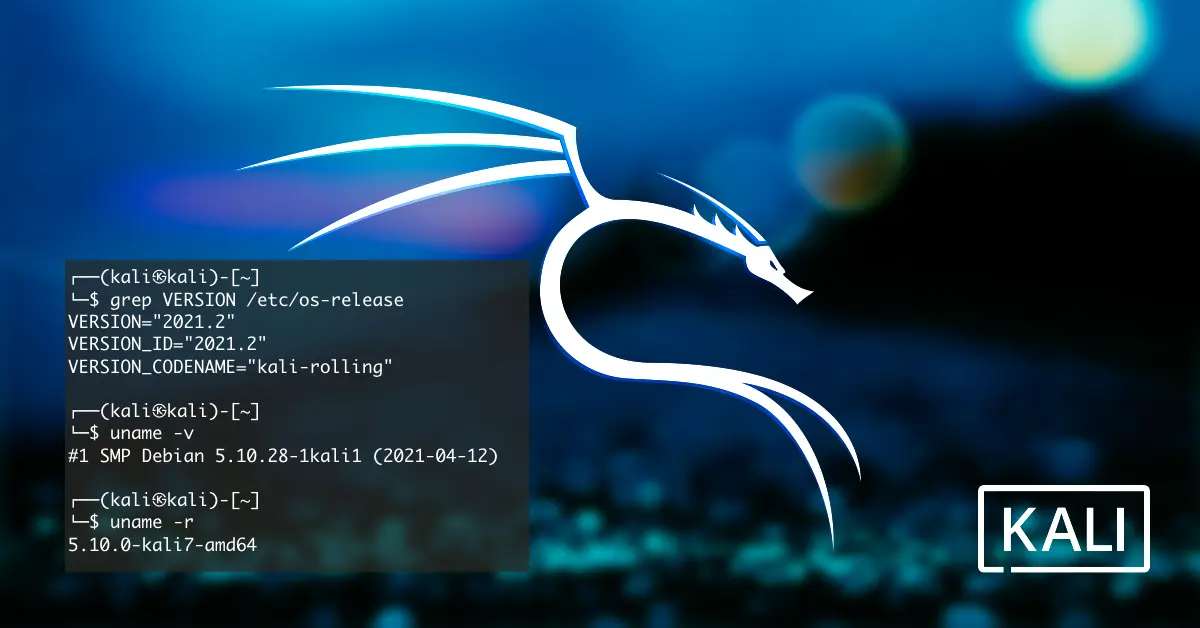 ┌──(kali㉿kali)-[~]
└─$ grep VERSION /etc/os-release
VERSION="2021.2"
VERSION_ID="2021.2"
VERSION_CODENAME="kali-rolling"
┌──(kali㉿kali)-[~]
└─$ uname -v
#1 SMP Debian 5.10.28-1kali1 (2021-04-12)
┌──(kali㉿kali)-[~]
└─$ uname -r
5.10.0-kali7-amd64
KALI